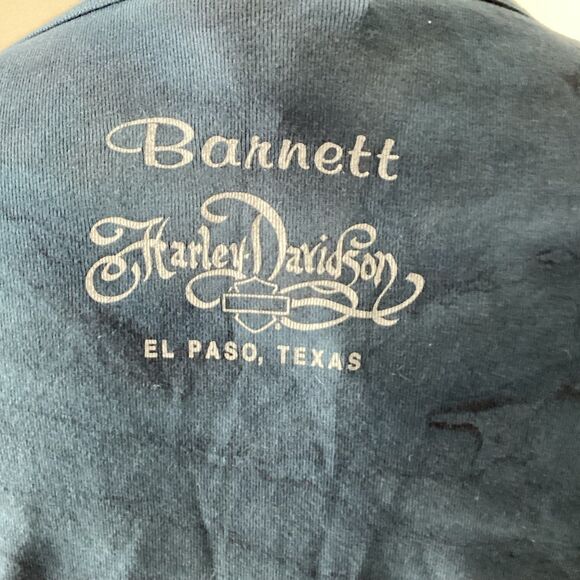 Barnett
Harley-Davidson
EL PASO, TEXAS